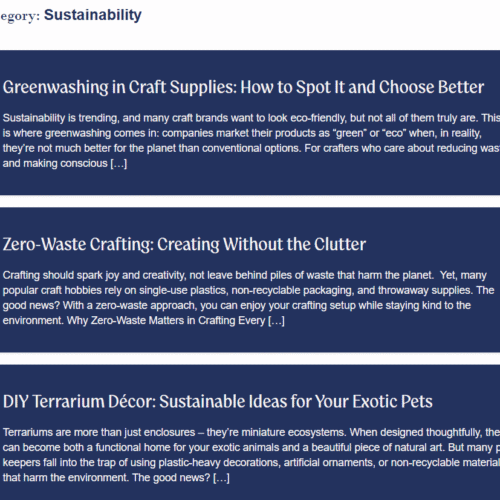 egory: Sustainability
Greenwashing in Craft Supplies: How to Spot It and Choose Better
Sustainability is trending, and many craft brands want to look eco-friendly, but not all of them truly are. This
is where greenwashing comes in: companies market their products as “green” or “eco” when, in reality,
they’re not much better for the planet than conventional options. For crafters who care about reducing was
and making conscious […]
Zero-Waste Crafting: Creating Without the Clutter
Crafting should spark joy and creativity, not leave behind piles of waste that harm the planet.  Yet, many
popular craft hobbies rely on single-use plastics, non-recyclable packaging, and throwaway supplies. The
good news? With a zero-waste approach, you can enjoy your crafting setup while staying kind to the
environment. Why Zero-Waste Matters in Crafting Every […]
DIY Terrarium Décor: Sustainable Ideas for Your Exotic Pets
Terrariums are more than just enclosures – they’re miniature ecosystems. When designed thoughtfully, the
can become both a functional home for your exotic animals and a beautiful piece of natural art. But many p
keepers fall into the trap of using plastic-heavy decorations, artificial ornaments, or non-recyclable material
that harm the environment. The good news? […]